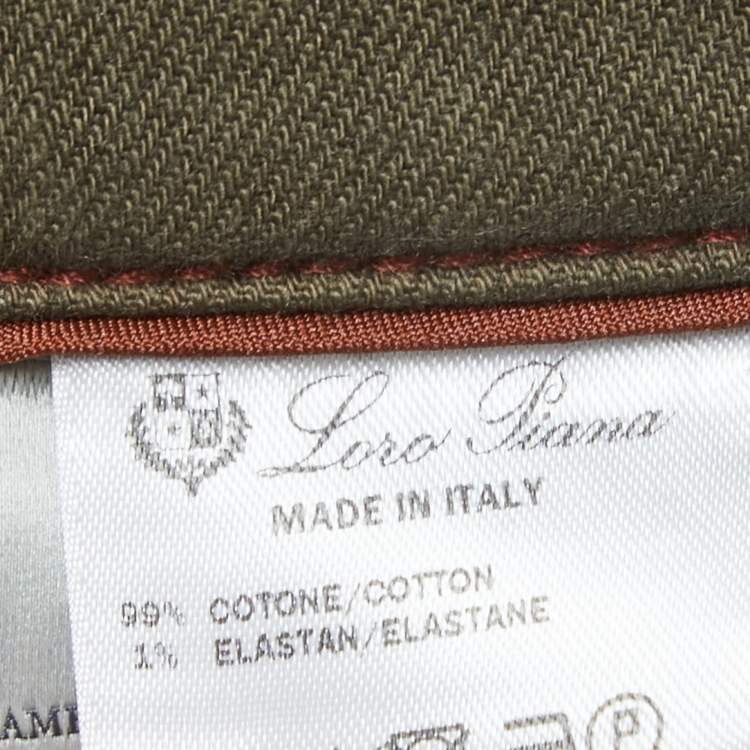 Loro Piana
MADE IN ITALY
99% COTONE/COTTON
1% ELASTAN/ELASTANE
P